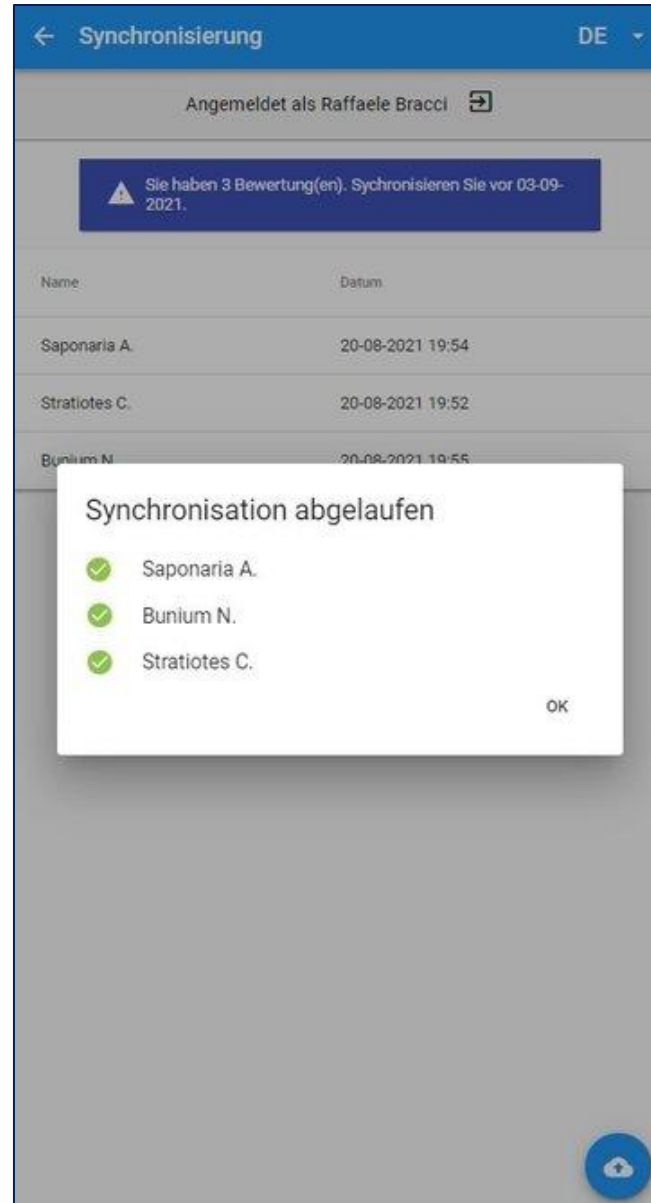 Synchronisierung DE
Angemeldet als Raffaele Bracci
Sie haben 3 Bewertung(en). Sychronisieren Sie vor 03-09-
2021.
Name Datum
Saponaria A. 20-08-2021 19:54
Stratiotes C. 20-08-2021 19:52
Bunium N. 20-08-2021 19:55
Synchronisation abgelaufen
Saponaria A.
Bunium N.
Stratiotes C.
OK